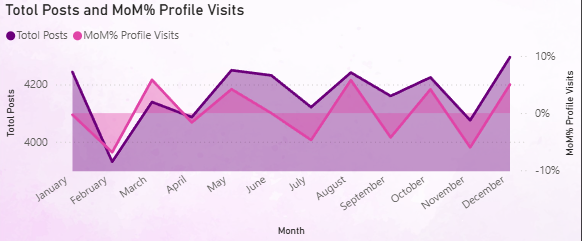 Totol Posts and MoM% Profile Visits
Totol Posts MoM% Profile Visits
Totol Posts
4200
4000
10%
0%
-10%
MoM% Profile Visits
January
February
March
April
May
June
July
August
September
October
November
December
Month